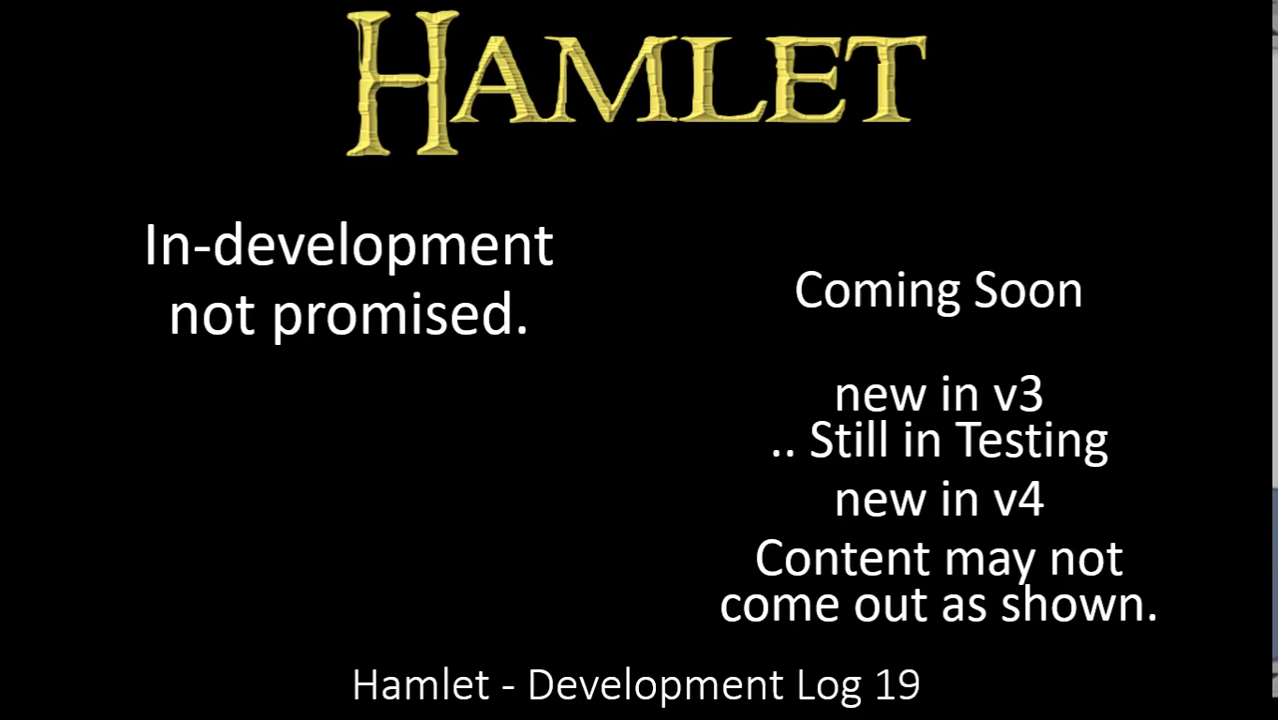 HAMLET
In-development
not promised.
Coming Soon
new in v3
.. Still in Testing
new in v4
Content may not
come out as shown.
Hamlet - Development Log 19